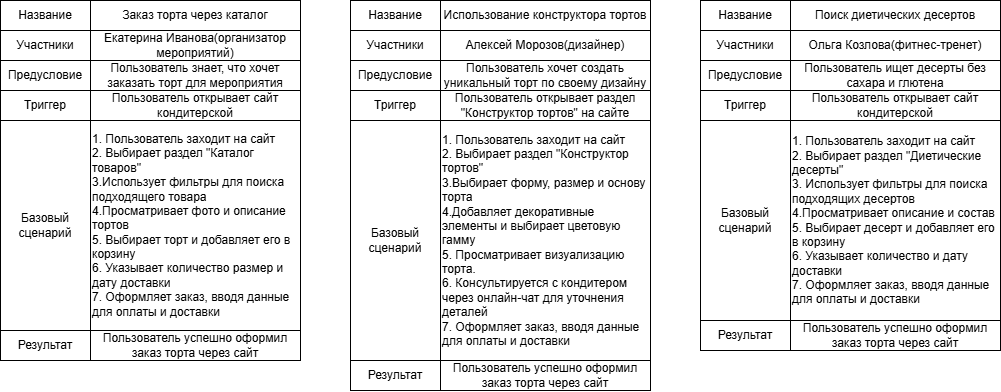 Название
Заказ торта через каталог
Участники
Екатерина Иванова(организатор
мероприятий)
Предусловие
Пользователь знает, что хочет
заказать торт для мероприятия
Триггер
Пользователь открывает сайт
кондитерской
Базовый
сценарий
1. Пользователь заходит на сайт
2. Выбирает раздел "Каталог
товаров"
3.Использует фильтры для поиска
подходящего товара
4.Просматривает фото и описание
тортов
5. Выбирает торт и добавляет его в
корзину
6. Указывает количество размер и
дату доставки
7. Оформляет заказ, вводя данные
для оплаты и доставки
Результат
Пользователь успешно оформил
заказ торта через сайт
Название
Использование конструктора тортов
Участники
Алексей Морозов(дизайнер)
Предусловие
Пользователь хочет создать
уникальный торт по своему дизайну
Триггер
Пользователь открывает раздел
"Конструктор тортов" на сайте
Базовый
сценарий
1. Пользователь заходит на сайт
2. Выбирает раздел "Конструктор
тортов"
3.Выбирает форму, размер и основу
торта
4.Добавляет декоративные
элементы и выбирает цветовую
гамму
5. Просматривает визуализацию
торта.
6. Консультируется с кондитером
через онлайн-чат для уточнения
деталей
7. Оформляет заказ, вводя данные
для оплаты и доставки
Результат
Пользователь успешно оформил
заказ торта через сайт
Название
Поиск диетических десертов
Участники
Ольга Козлова(фитнес-тренет)
Предусловие
Пользователь ищет десерты без
сахара и глютена
Триггер
Пользователь открывает сайт
кондитерской
Базовый
сценарий
1. Пользователь заходит на сайт
2. Выбирает раздел "Диетические
десерты"
3. Использует фильтры для поиска
подходящих десертов
4.Просматривает описание и состав
5. Выбирает десерт и добавляет его
в корзину
6. Указывает количество и дату
доставки
7. Оформляет заказ, вводя данные
для оплаты и доставки
Результат
Пользователь успешно оформил
заказ торта через сайт